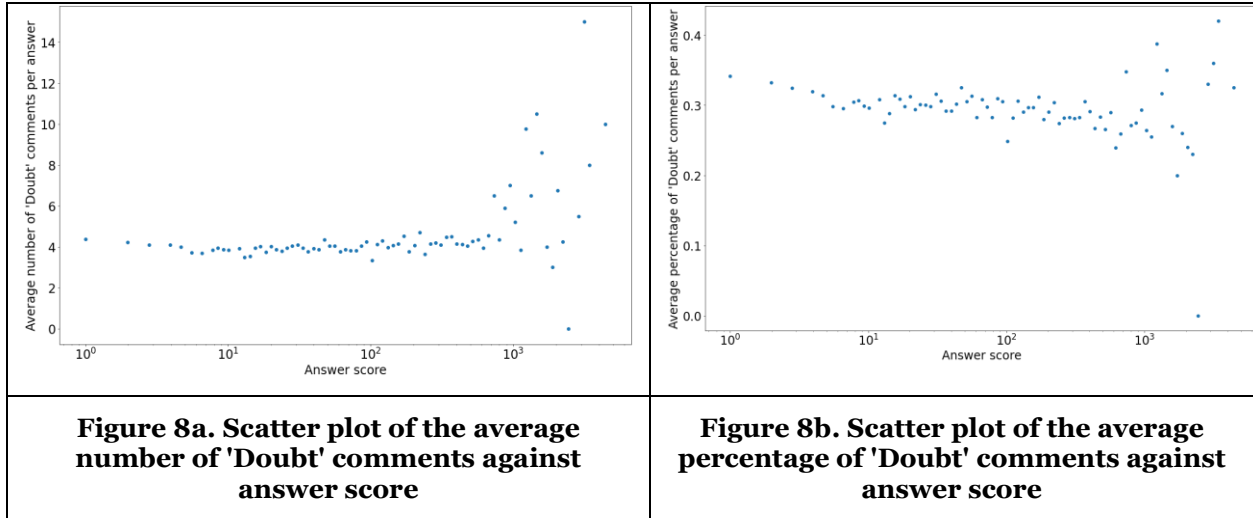 Average number of 'Doubt' comments per answer
14
12
10
8
6
4
2
0
10⁰
10¹
10²
10³
Answer score
Average percentage of 'Doubt' comments per answer
0.4
0.3
0.2
0.1
0.0
10⁰
10¹
10²
10³
Answer score
Figure 8a. Scatter plot of the average
number of 'Doubt' comments against
answer score
Figure 8b. Scatter plot of the average
percentage of 'Doubt' comments against
answer score